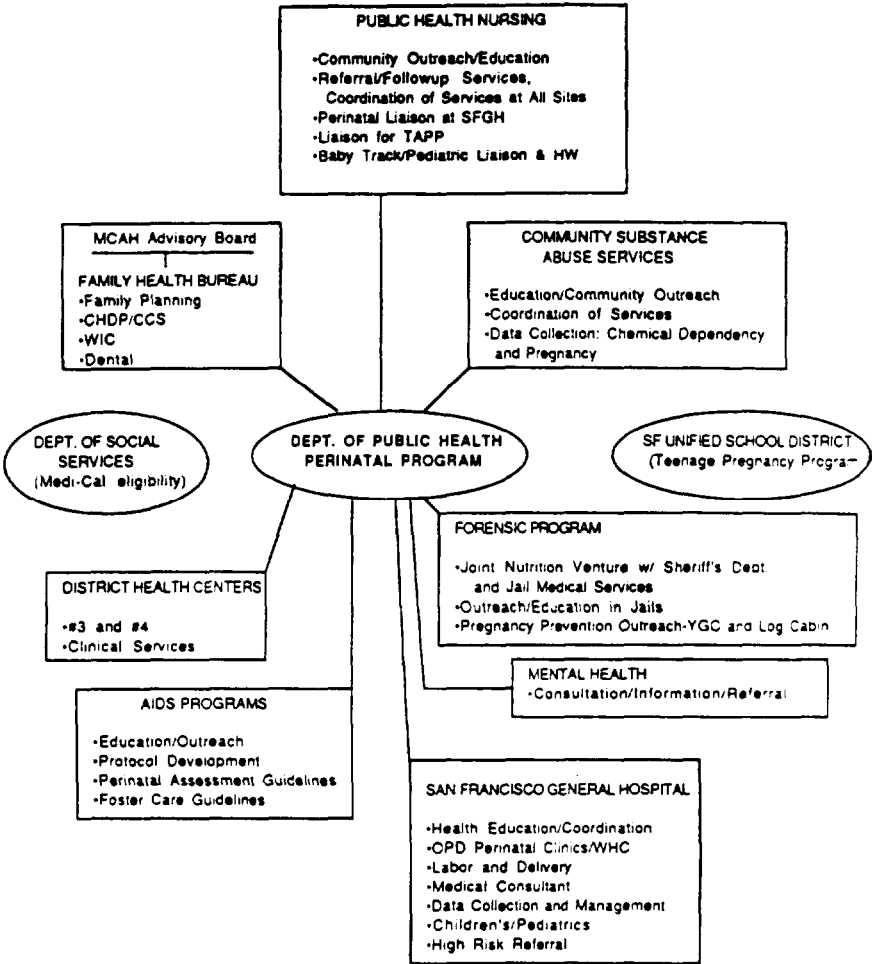 PUBLIC HEALTH NURSING
•Community Outreach/Education
•Referral/Followup Services,
Coordination of Services at All Sites
•Perinatal Liaison at SFGH
•Liaison for TAPP
•Baby Track/Pediatric Liaison & HW
MCAH Advisory Board
FAMILY HEALTH BUREAU
•Family Planning
•CHDP/CCS
•WIC
•Dental
COMMUNITY SUBSTANCE
ABUSE SERVICES
•Education/Community Outreach
•Coordination of Services
•Data Collection: Chemical Dependency
and Pregnancy
DEPT. OF SOCIAL
SERVICES
(Medi-Cal eligibility)
DEPT. OF PUBLIC HEALTH
PERINATAL PROGRAM
SF UNIFIED SCHOOL DISTRICT
(Teenage Pregnancy Program
FORENSIC PROGRAM
•Joint Nutrition Venture w/ Sheriff's Dept.
and Jail Medical Services
•Outreach/Education in Jails
•Pregnancy Prevention Outreach-YGC and Log Cabin
DISTRICT HEALTH CENTERS
•#3 and #4
•Clinical Services
MENTAL HEALTH
•Consultation/Information/Referral
AIDS PROGRAMS
•Education/Outreach
•Protocol Development
•Perinatal Assessment Guidelines
•Foster Care Guidelines
SAN FRANCISCO GENERAL HOSPITAL
•Health Education/Coordination
•OPD Perinatal Clinics/WHC
•Labor and Delivery
•Medical Consultant
•Data Collection and Management
•Children's/Pediatrics
•High Risk Referral